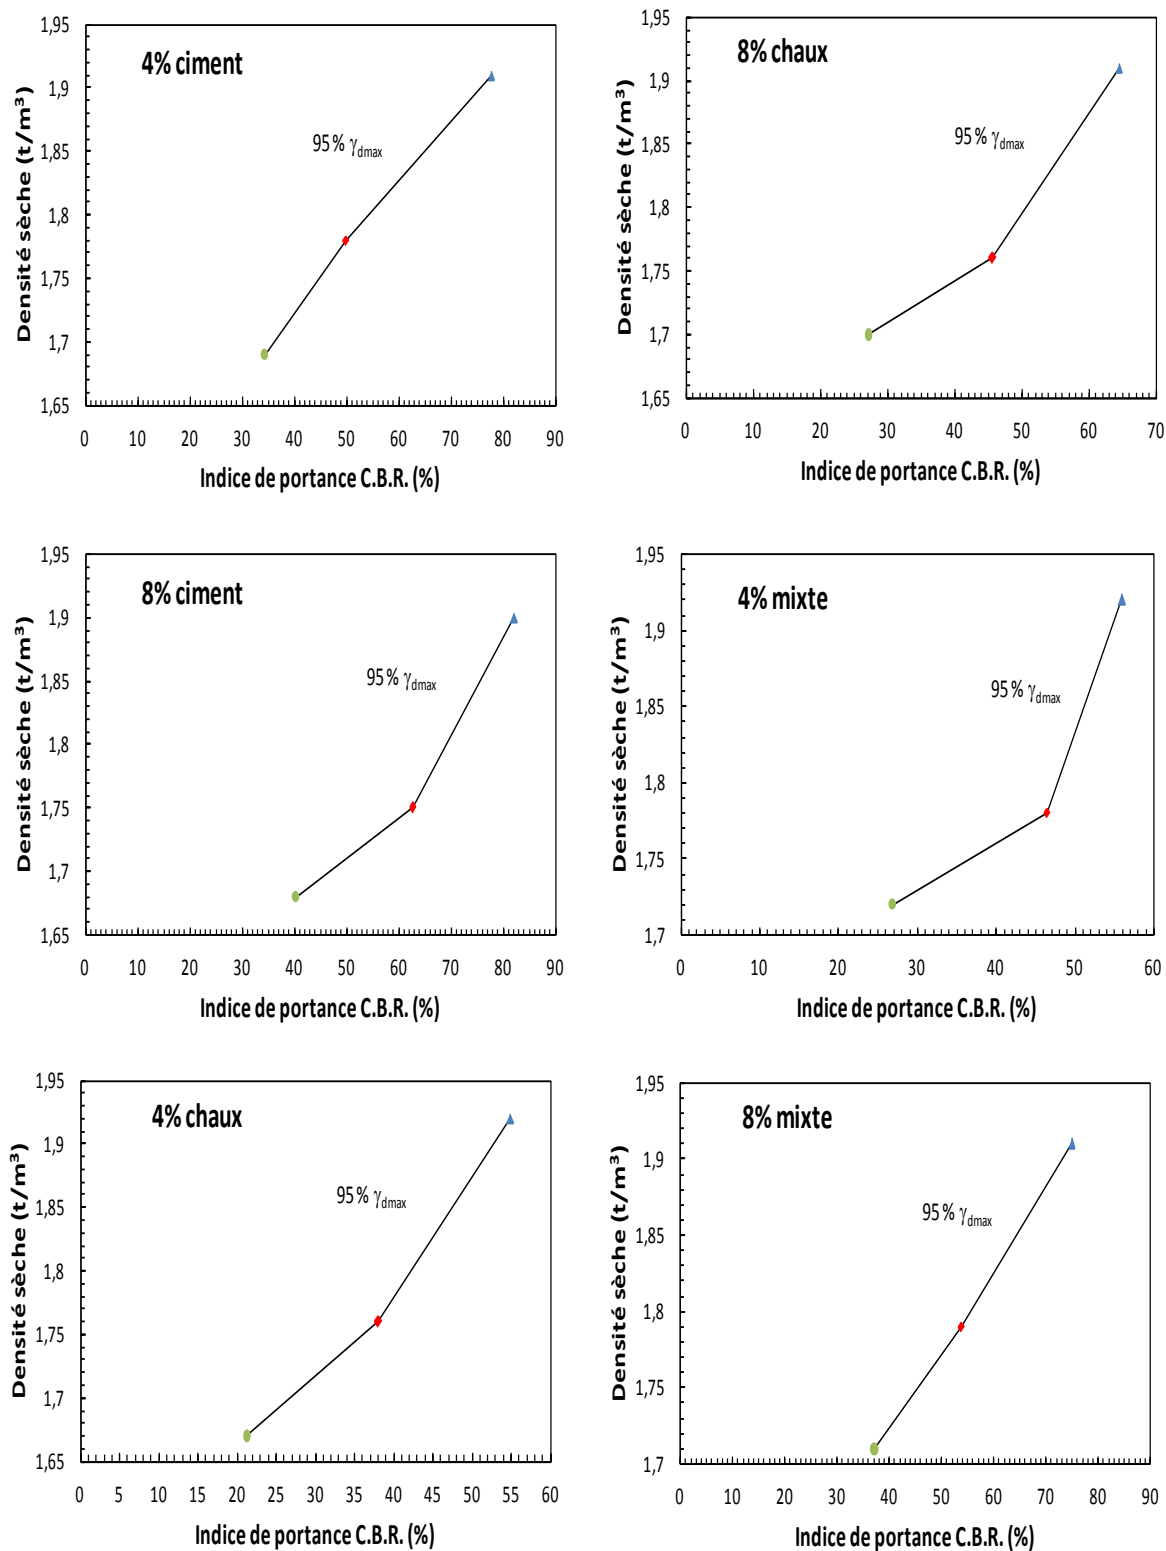 4% ciment
95% γdmax
Densité sèche (t/m³)
1,95
1,9
1,85
1,8
1,75
1,7
1,65
0 10 20 30 40 50 60 70 80 90
Indice de portance C.B.R. (%)
8% chaux
95% γdmax
Densité sèche (t/m³)
1,95
1,9
1,85
1,8
1,75
1,7
1,65
0 10 20 30 40 50 60 70
Indice de portance C.B.R. (%)
8% ciment
95% γdmax
Densité sèche (t/m³)
1,95
1,9
1,85
1,8
1,75
1,7
1,65
0 10 20 30 40 50 60 70 80 90
Indice de portance C.B.R. (%)
4% mixte
95% γdmax
Densité sèche (t/m³)
1,95
1,9
1,85
1,8
1,75
1,7
0 10 20 30 40 50 60
Indice de portance C.B.R. (%)
4% chaux
95% γdmax
Densité sèche (t/m³)
1,95
1,9
1,85
1,8
1,75
1,7
1,65
0 5 10 15 20 25 30 35 40 45 50 55 60
Indice de portance C.B.R. (%)
8% mixte
95% γdmax
Densité sèche (t/m³)
1,95
1,9
1,85
1,8
1,75
1,7
0 10 20 30 40 50 60 70 80 90
Indice de portance C.B.R. (%)